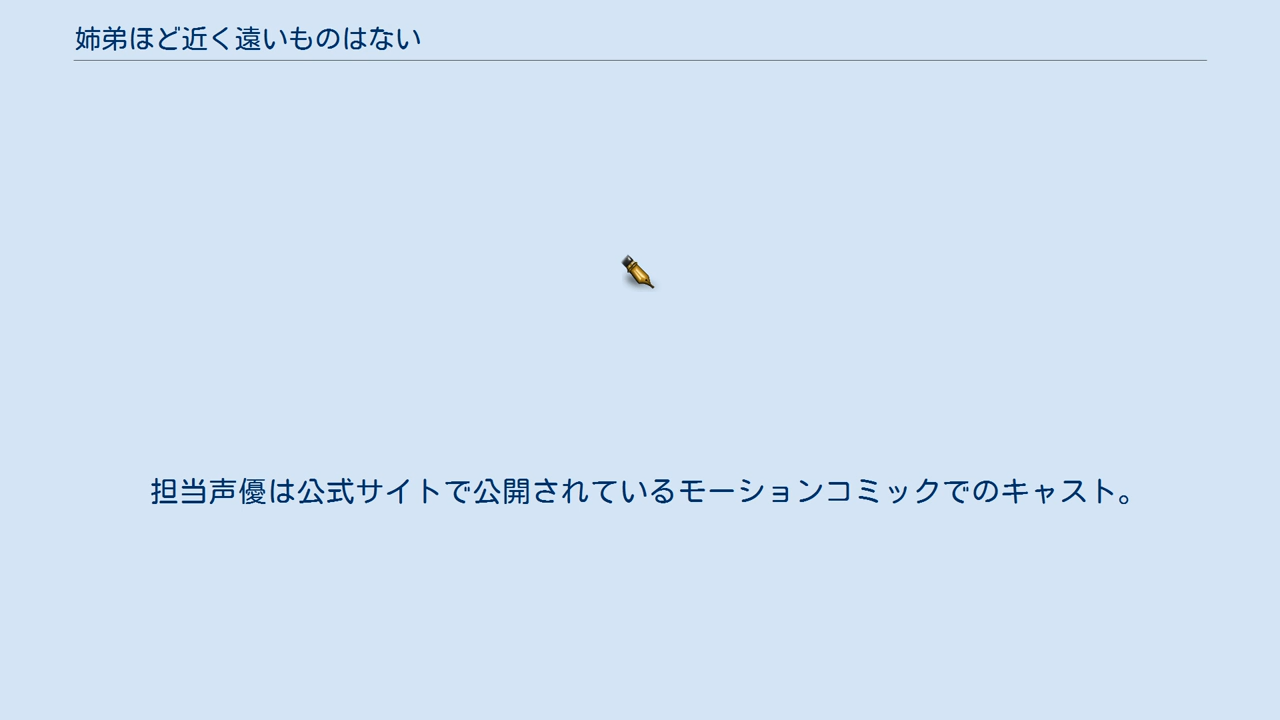 姉弟ほど近く遠いものはない
担当声優は公式サイトで公開されているモーションコミックでのキャスト。